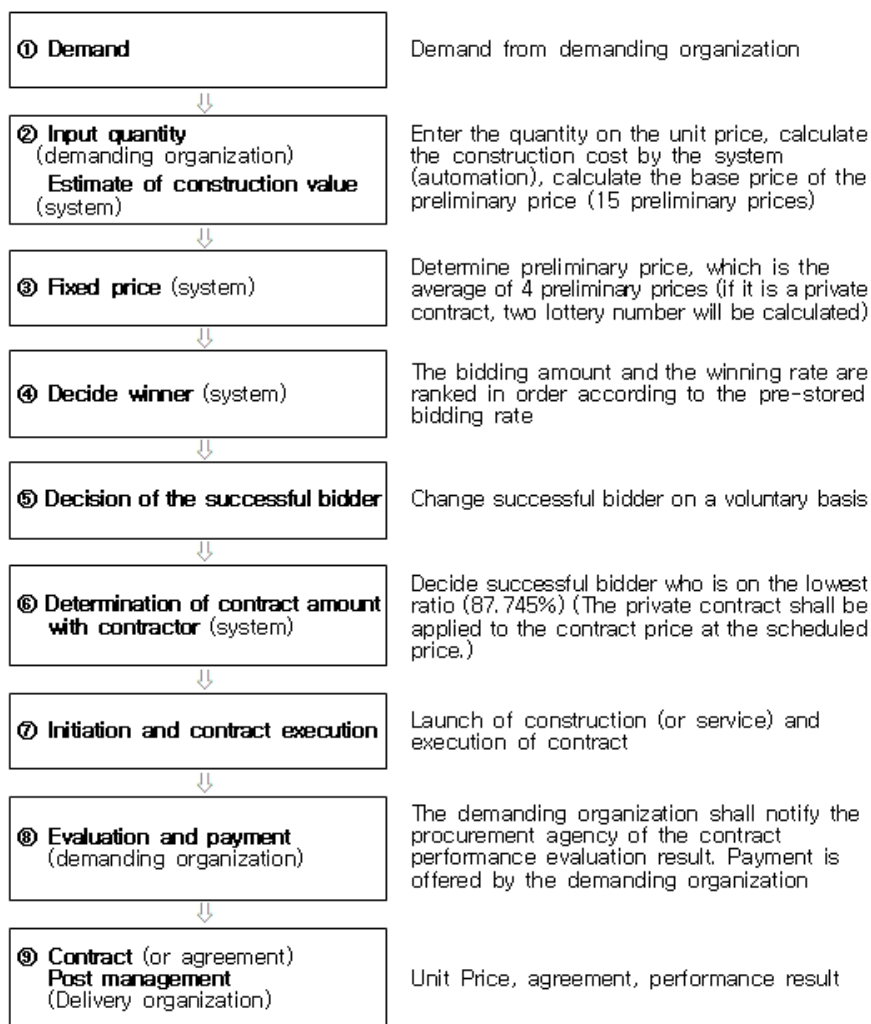 ① Demand
Demand from demanding organization
⇩
② Input quantity
(demanding organization)
Estimate of construction value
(system)
Enter the quantity on the unit price, calculate
the construction cost by the system
(automation), calculate the base price of the
preliminary price (15 preliminary prices)
⇩
③ Fixed price (system)
Determine preliminary price, which is the
average of 4 preliminary prices (if it is a private
contract, two lottery number will be calculated)
⇩
④ Decide winner (system)
The bidding amount and the winning rate are
ranked in order according to the pre-stored
bidding rate
⇩
⑤ Decision of the successful bidder
Change successful bidder on a voluntary basis
⇩
⑥ Determination of contract amount
with contractor (system)
Decide successful bidder who is on the lowest
ratio (87.745%) (The private contract shall be
applied to the contract price at the scheduled
price.)
⇩
⑦ Initiation and contract execution
Launch of construction (or service) and
execution of contract
⇩
⑧ Evaluation and payment
(demanding organization)
The demanding organization shall notify the
procurement agency of the contract
performance evaluation result. Payment is
offered by the demanding organization
⇩
⑨ Contract (or agreement)
Post management
(Delivery organization)
Unit Price, agreement, performance result